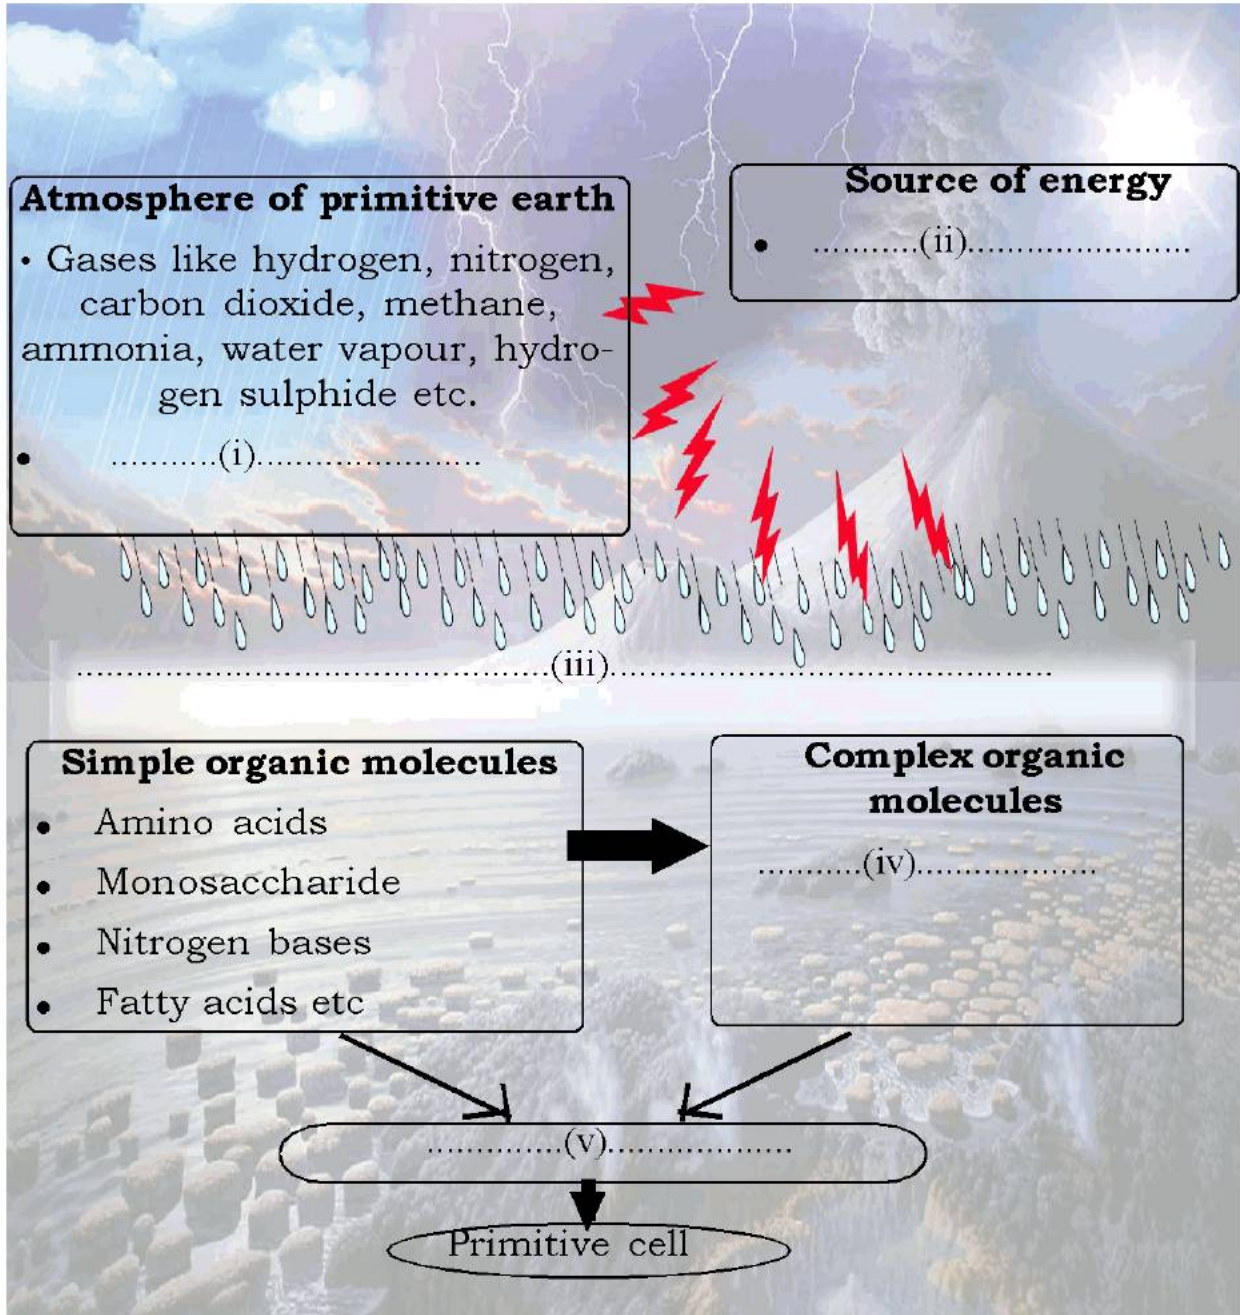 Atmosphere of primitive earth
• Gases like hydrogen, nitrogen,
carbon dioxide, methane,
ammonia, water vapour, hydro-
gen sulphide etc.
• ...........(i).......................
Source of energy
• ...........(ii).......................
................................................(iii).............................................
Simple organic molecules
• Amino acids
• Monosaccharide
• Nitrogen bases
• Fatty acids etc
Complex organic
molecules
...........(iv)...................
..............(v)...................
Primitive cell